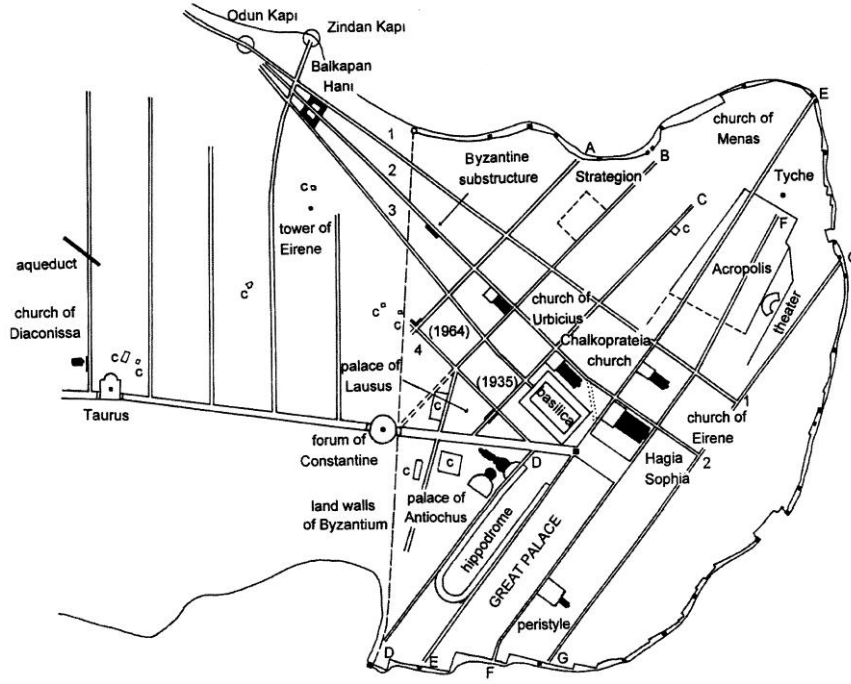 Odun Kapı
Zindan Kapı
Balkapan
Hanı
E
church of
Menas
1
A
B
Byzantine
substructure
Strategion
2
Tyche
C
c
3
C
F
tower of
Eirene
c
aqueduct
Acropolis
G
church of
Diaconissa
c
church of
Urbicius
theater
c
c
(1964)
4
Chalkoprateia
church
c
c
palace of
Lausus
(1935)
basilica
1
Taurus
c
church of
Eirene
forum of
Constantine
Hagia
Sophia
2
D
c
c
land walls
of Byzantium
palace of
Antiochus
hippodrome
GREAT PALACE
peristyle
D
E
F
G